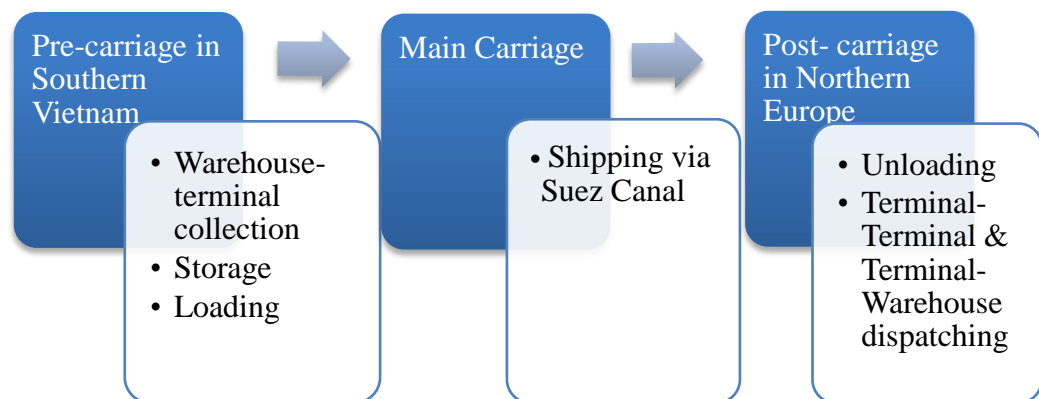 Pre-carriage in
Southern
Vietnam
• Warehouse-
terminal
collection
• Storage
• Loading
Main Carriage
• Shipping via
Suez Canal
Post- carriage
in Northern
Europe
• Unloading
• Terminal-
Terminal &
Terminal-
Warehouse
dispatching